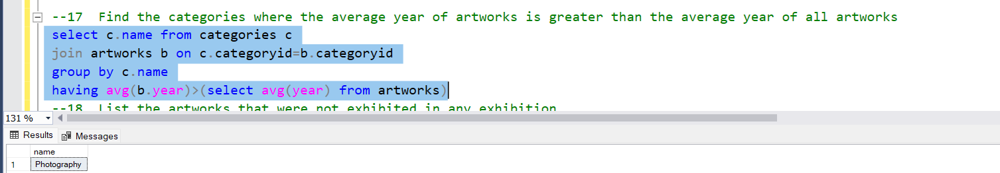 --17  Find the categories where the average year of artworks is greater than the average year of all artworks
select c.name from categories c
join artworks b on c.categoryid=b.categoryid
group by c.name
having avg(b.year)>(select avg(year) from artworks)
--18  List the artworks that were not exhibited in any exhibition
131 %
Results Messages
name
1 Photography